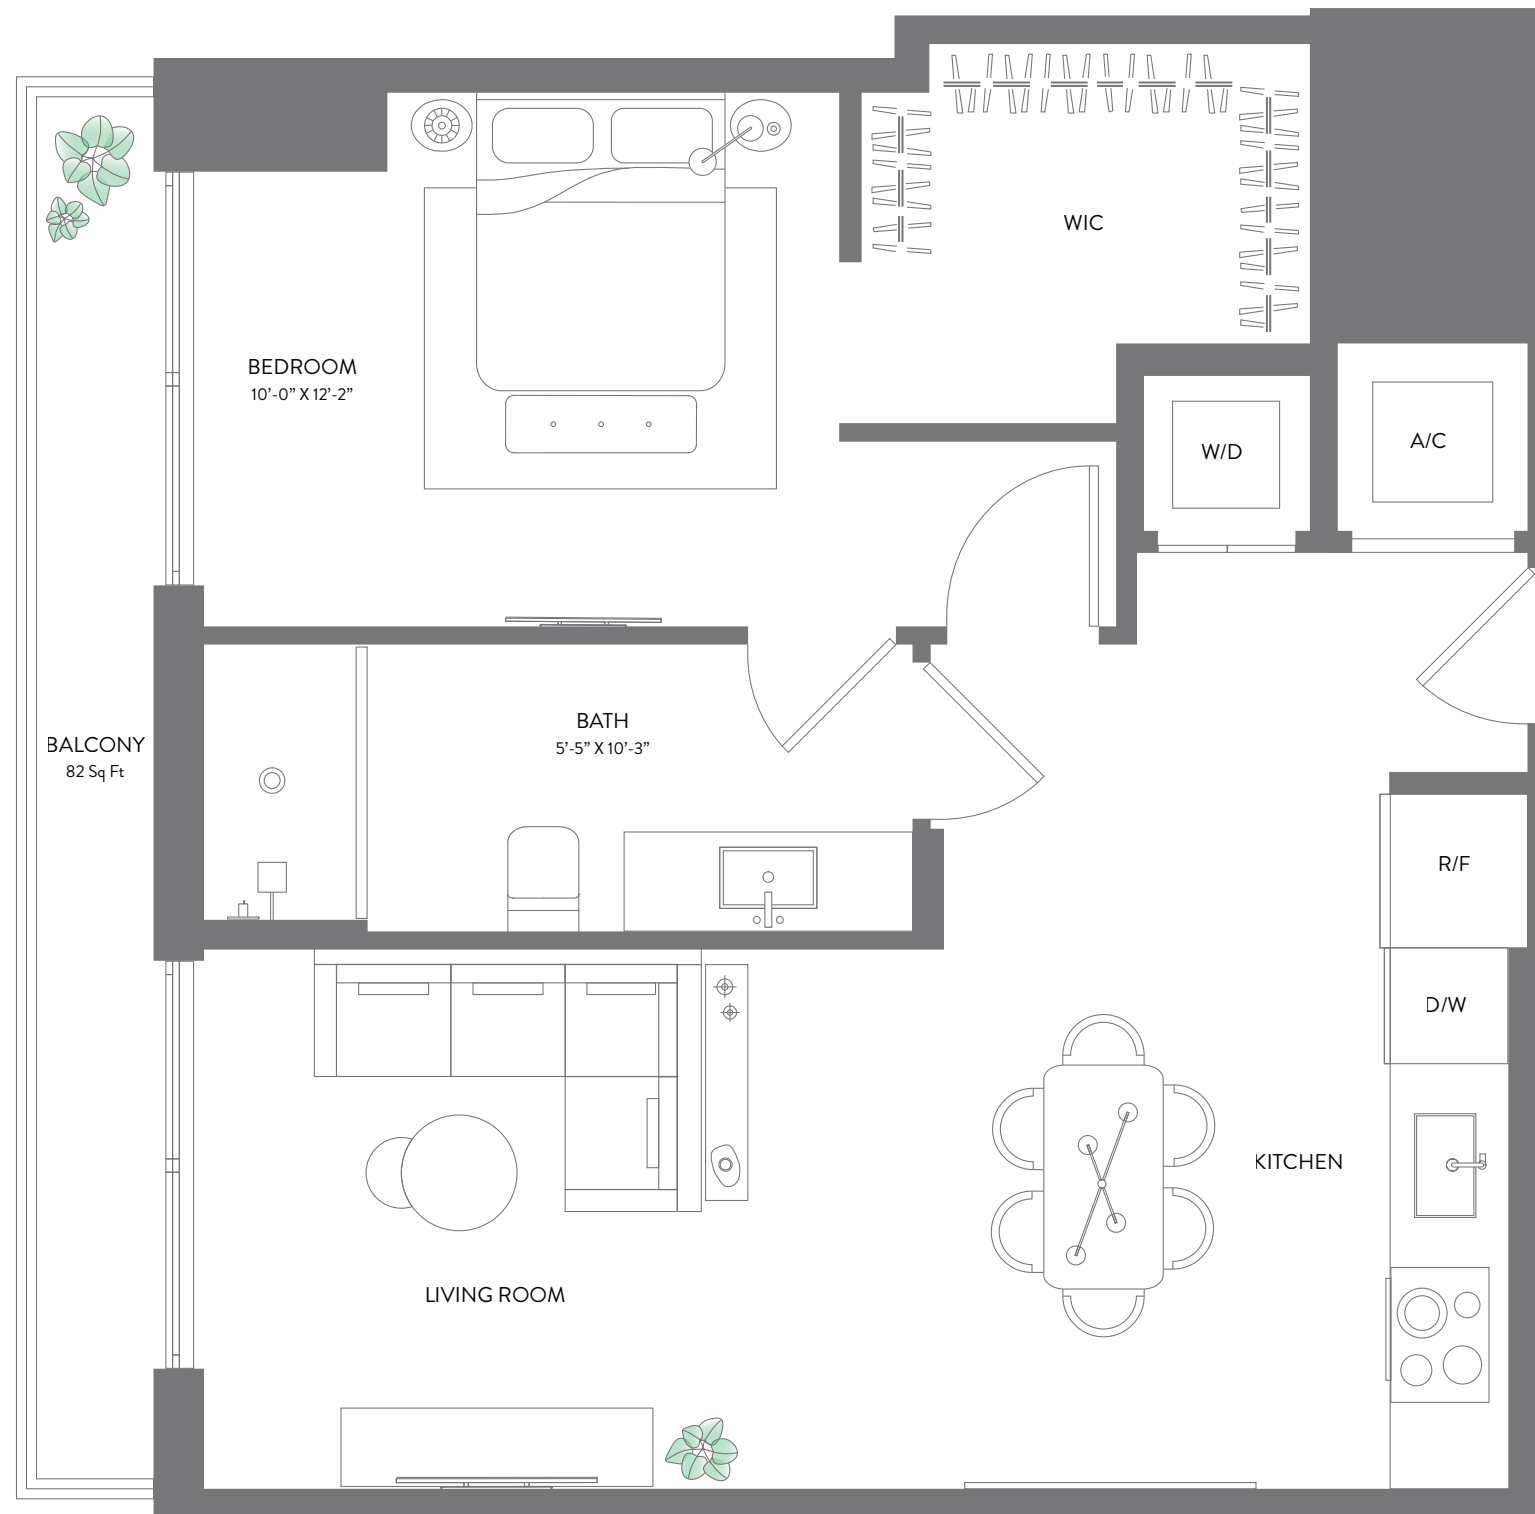 WIC
BEDROOM
10’-0” X 12’-2”
W/D
A/C
BATH
5’-5” X 10’-3”
BALCONY
82 Sq Ft
R/F
D/W
KITCHEN
LIVING ROOM